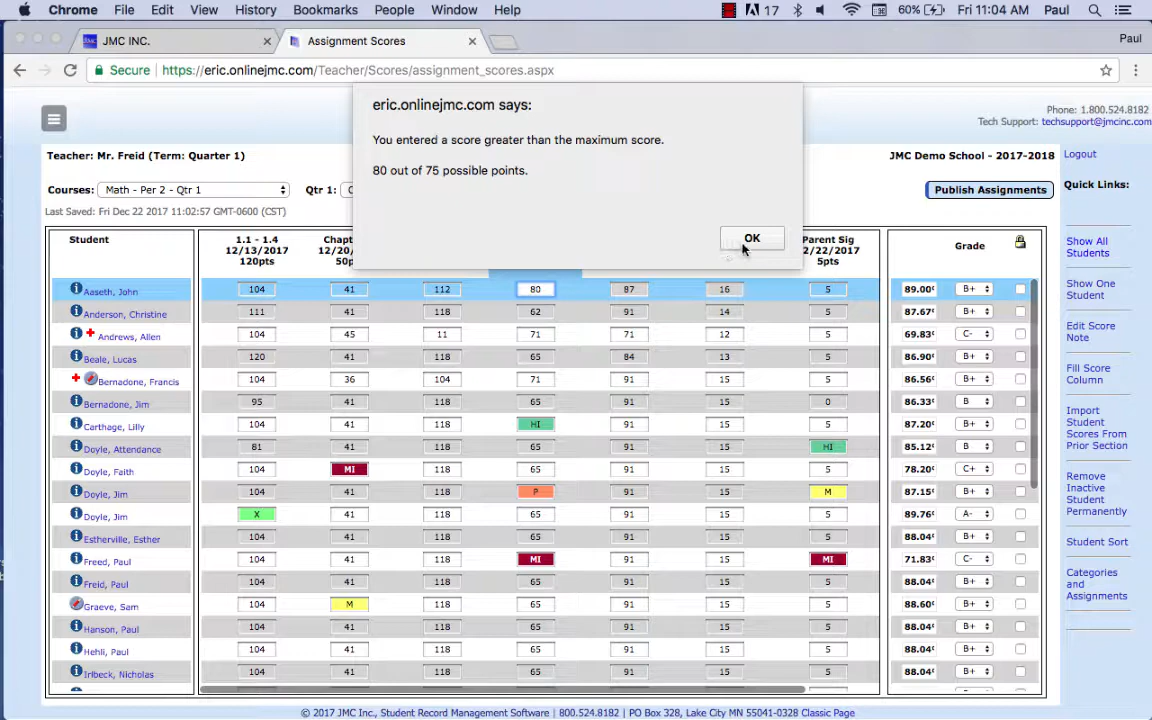 Chrome File Edit View History Bookmarks People Window Help 17 60% Fri 11:04 AM Paul
JMC INC. × Assignment Scores × Paul
Secure https://eric.onlinejmc.com/Teacher/Scores/assignment_scores.aspx
eric.onlinejmc.com says:
You entered a score greater than the maximum score.
80 out of 75 possible points.
OK
Phone: 1.800.524.8182
Tech Support: techsupport@jmcinc.com
Teacher: Mr. Freid (Term: Quarter 1) JMC Demo School - 2017-2018 Logout
Courses: Math - Per 2 - Qtr 1 Qtr 1: Publish Assignments Quick Links:
Last Saved: Fri Dec 22 2017 11:02:57 GMT-0600 (CST)
Student 1.1 - 1.4 Parent Sig Grade
12/13/2017
120pts 50p 5pts
Aaseth, John 104 41 112 80 87 16 5 89.00 B+
Anderson, Christine 111 41 118 62 91 14 5 87.67 B+
Andrews, Allen 104 45 11 71 71 12 5 69.83 C-
Beale, Lucas 120 41 118 65 84 13 5 86.90 B+
Bernadone, Francis 104 36 104 71 91 15 5 86.56 B+
Bernadone, Jim 95 41 118 65 91 15 0 86.33 B
Carthage, Lilly 104 41 118 HI 91 15 5 87.20 B+
Doyle, Attendance 81 41 118 65 91 15 HI 85.12 B
Doyle, Faith 104 MI 118 65 91 15 5 78.20 C+
Doyle, Jim 104 41 118 P 91 15 M 87.15 B+
Doyle, Jim X 41 118 65 91 15 5 89.76 A-
Estherville, Esther 104 41 118 65 91 15 5 88.04 B+
Freed, Paul 104 41 118 MI 91 15 MI 71.83 C-
Freid, Paul 104 41 118 65 91 15 5 88.04 B+
Graeve, Sam 104 M 118 65 91 15 5 88.60 B+
Hanson, Paul 104 41 118 65 91 15 5 88.04 B+
Hehli, Paul 104 41 118 65 91 15 5 88.04 B+
Irlbeck, Nicholas 104 41 118 65 91 15 5 88.04 B+
Show All
Students
Show One
Student
Edit Score
Note
Fill Score
Column
Import
Student
Scores From
Prior Section
Remove
Inactive
Student
Permanently
Student Sort
Categories
and
Assignments
© 2017 JMC Inc., Student Record Management Software | 800.524.8182 | PO Box 328, Lake City MN 55041-0328 Classic Page